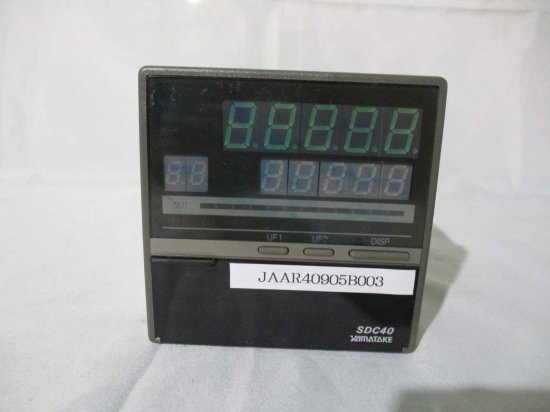 OUT
UF1 UF2 DISP
JAAR40905B003
SDC40
YAMATAKE